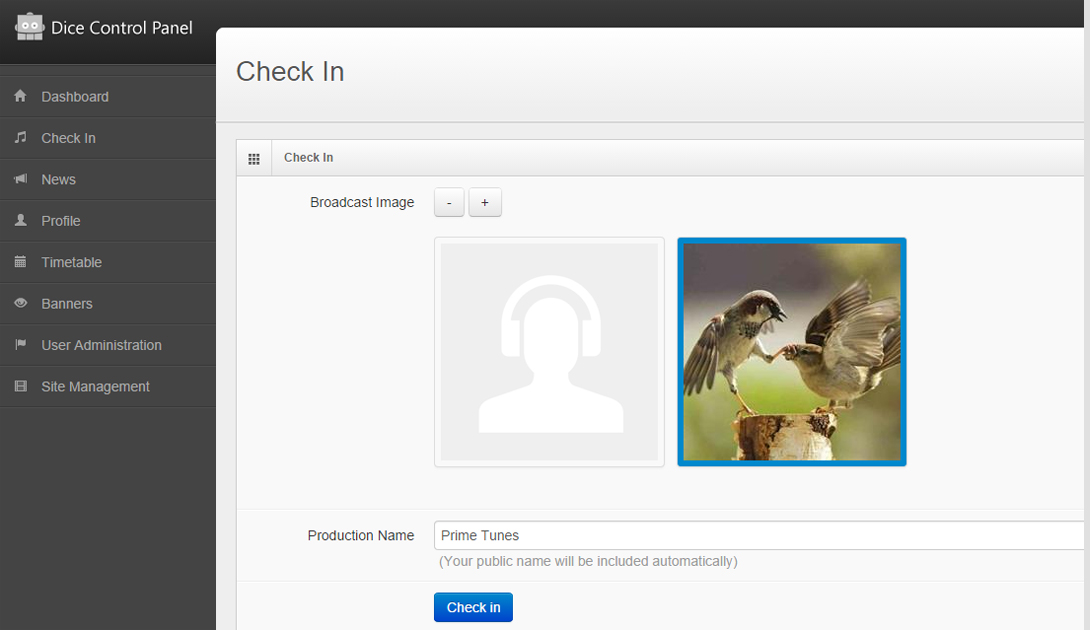 Dice Control Panel
Dashboard
Check In
News
Profile
Timetable
Banners
User Administration
Site Management
Check In
Check In
Broadcast Image - +
Production Name Prime Tunes
(Your public name will be included automatically)
Check in